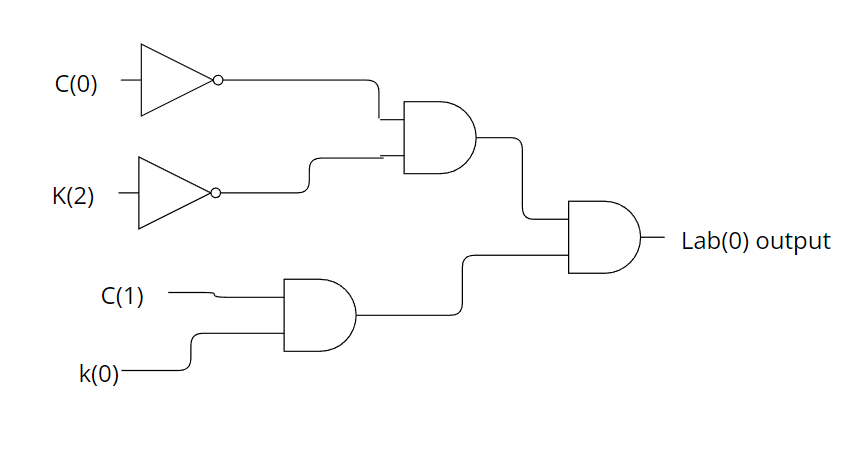 C(0)
K(2)
Lab(0) output
C(1)
k(0)